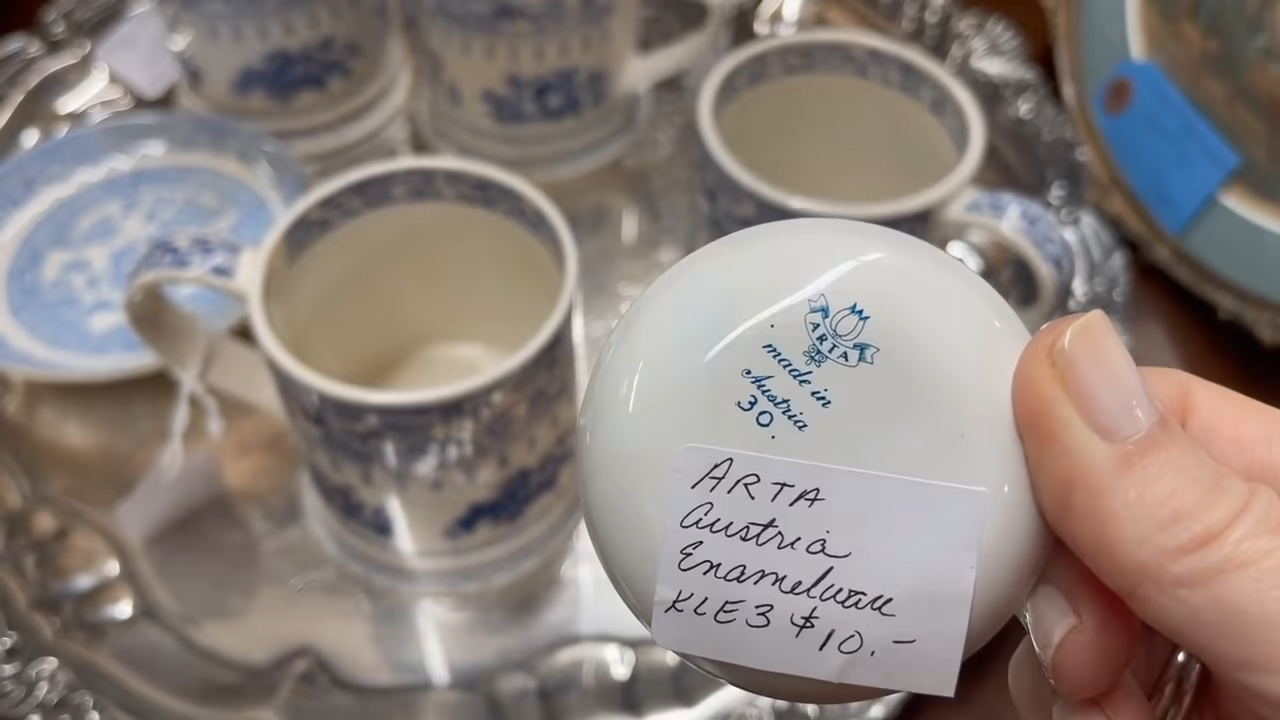 ARTA
made in
Austria
30.
ARTA
Austria
Enamelware
KLE3 $10.-